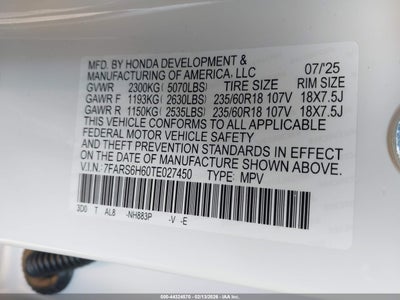 MFD. BY HONDA DEVELOPMENT &
MANUFACTURING OF AMERICA, LLC 07/'25
GVWR 2300KG (5070LBS) TIRE SIZE RIM SIZE
GAWR F 1193KG (2630LBS) 235/60R18 107V 18X7.5J
GAWR R 1150KG (2535LBS) 235/60R18 107V 18X7.5J
THIS VEHICLE CONFORMS TO ALL APPLICABLE
FEDERAL MOTOR VEHICLE SAFETY
AND THEFT PREVENTION STANDARDS IN EFFECT
ON THE DATE OF MANUFACTURE SHOWN ABOVE.
V.I.N.: 7FARS6H60TE027450 TYPE: MPV
3D0 T AL8 -NH883P -V -E
500-44324570 - 02/13/2026 - IAA Inc.